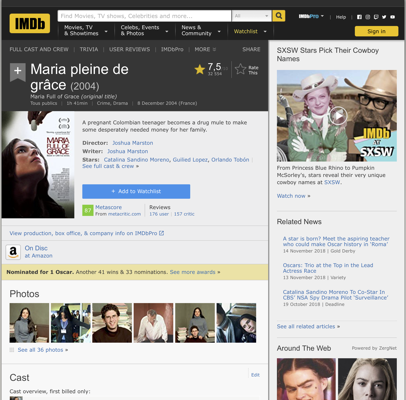 IMDb
Find Movies, TV shows, Celebrities and more...
All
Movies, TV & Showtimes
Celebs, Events & Photos
News & Community
Watchlist
IMDbPro
Help
Sign in
FULL CAST AND CREW | TRIVIA | USER REVIEWS | IMDbPro | MORE
SHARE
Maria pleine de grâce (2004)
Maria Full of Grace (original title)
Tous publics | 1h 41min | Crime, Drama | 8 December 2004 (France)
7,5
Rate This
MARIA
FULL OF
GRACE
A pregnant Colombian teenager becomes a drug mule to make
some desperately needed money for her family.
Director: Joshua Marston
Writer: Joshua Marston
Stars: Catalina Sandino Moreno, Guilied Lopez, Orlando Tobón |
See full cast & crew »
+ Add to Watchlist
87
Metascore
From metacritic.com
Reviews
176 user | 157 critic
View production, box office, & company info on IMDbPro
On Disc
at Amazon
Nominated for 1 Oscar. Another 41 wins & 33 nominations. See more awards »
Photos
See all 36 photos »
Cast
Edit
Cast overview, first billed only:
SXSW Stars Pick Their Cowboy
Names
IMDb
AT
SXSW
From Princess Blue Rhino to Pumpkin
McSorley's, stars reveal their very unique
cowboy names at SXSW.
Watch now »
Related News
A star is born? Meet the aspiring teacher
who could make Oscar history in 'Roma'
14 November 2018 | Gold Derby
Oscars: Trio at the Top in the Lead
Actress Race
13 November 2018 | Variety
Catalina Sandino Moreno To Co-Star In
CBS' NSA Spy Drama Pilot 'Surveillance'
19 October 2018 | Deadline
See all related articles »
Around The Web
Powered by ZergNet